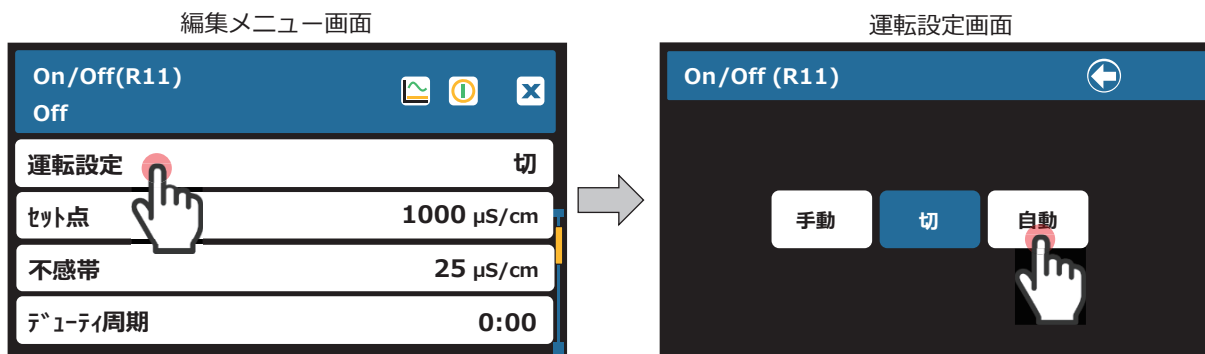 編集メニュー画面
On/Off(R11)
Off
運転設定 切
ｾｯﾄ点 1000 µS/cm
不感帯 25 µS/cm
ﾃﾞｭｰﾃｨ周期 0:00
運転設定画面
On/Off (R11)
手動 切 自動